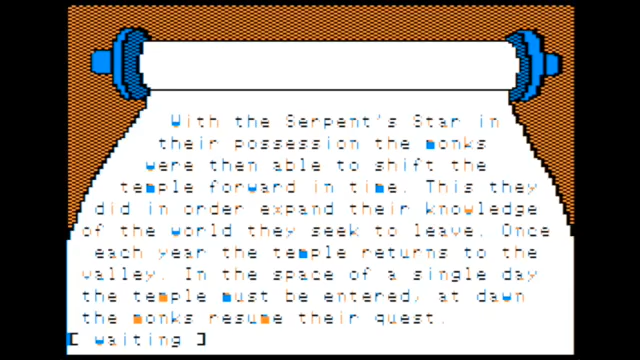 With the Serpent's Star in
their possession the monks
were then able to shift the
temple forward in time. This they
did in order expand their knowledge
of the world they seek to leave. Once
each year the temple returns to the
valley. In the space of a single day
the temple must be entered, at dawn
the monks resume their quest.
[ waiting ]